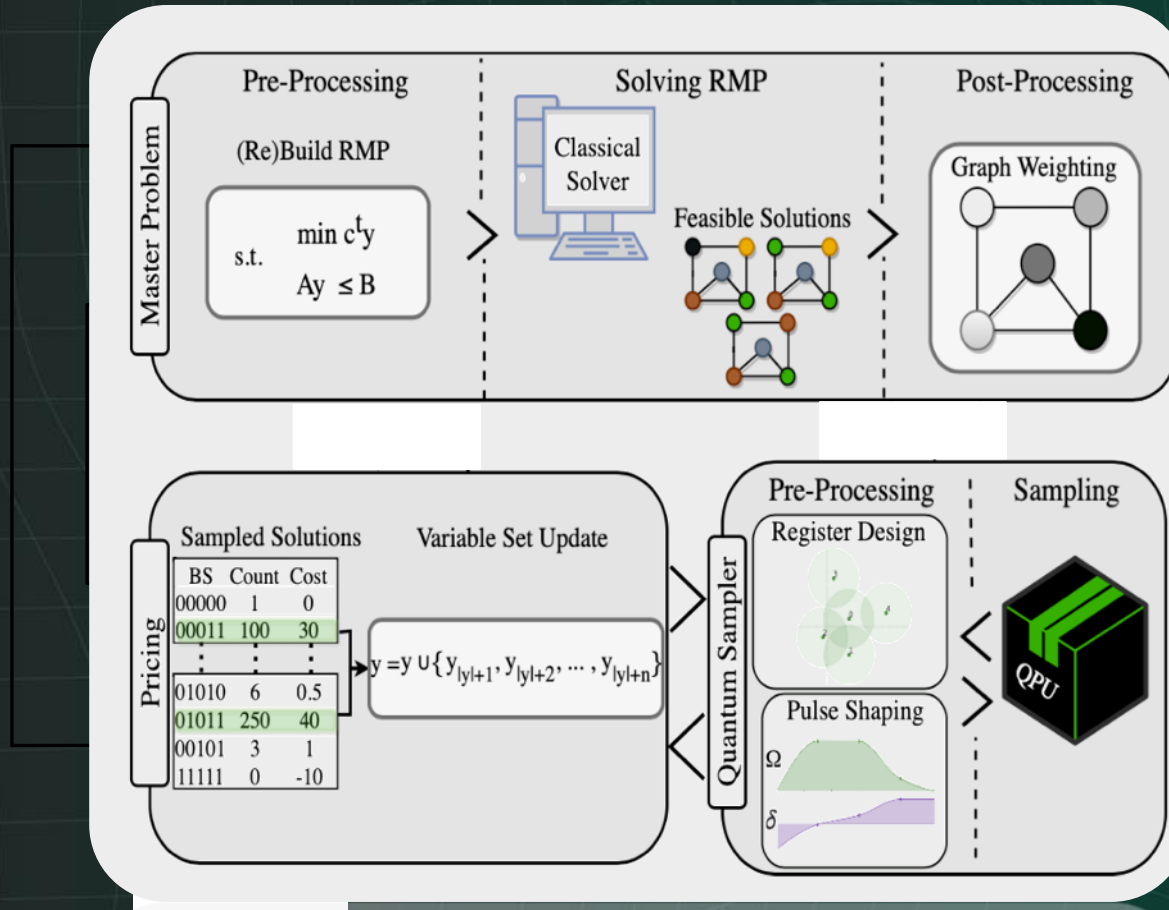 Master Problem
Pre-Processing
(Re)Build RMP
min cᵗy
s.t.
Ay ≤ B
Solving RMP
Classical
Solver
Feasible Solutions
Post-Processing
Graph Weighting
Pricing
Sampled Solutions
BS Count Cost
00000 1 0
00011 100 30
01010 6 0.5
01011 250 40
00101 3 1
11111 0 -10
Variable Set Update
y =y ∪{y|y|+1, y|y|+2, ... , y|y|+n}
Quantum Sampler
Pre-Processing
Register Design
Pulse Shaping
Ω
δ
Sampling
QPU